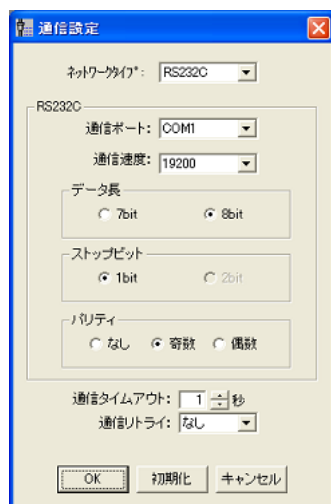 通信設定
ﾈｯﾄﾜｰｸﾀｲﾌﾟ: RS232C
RS232C
通信ポート: COM1
通信速度: 19200
データ長
7bit 8bit
ストップビット
1bit 2bit
パリティ
なし 奇数 偶数
通信タイムアウト: 1 秒
通信リトライ: なし
OK 初期化 キャンセル